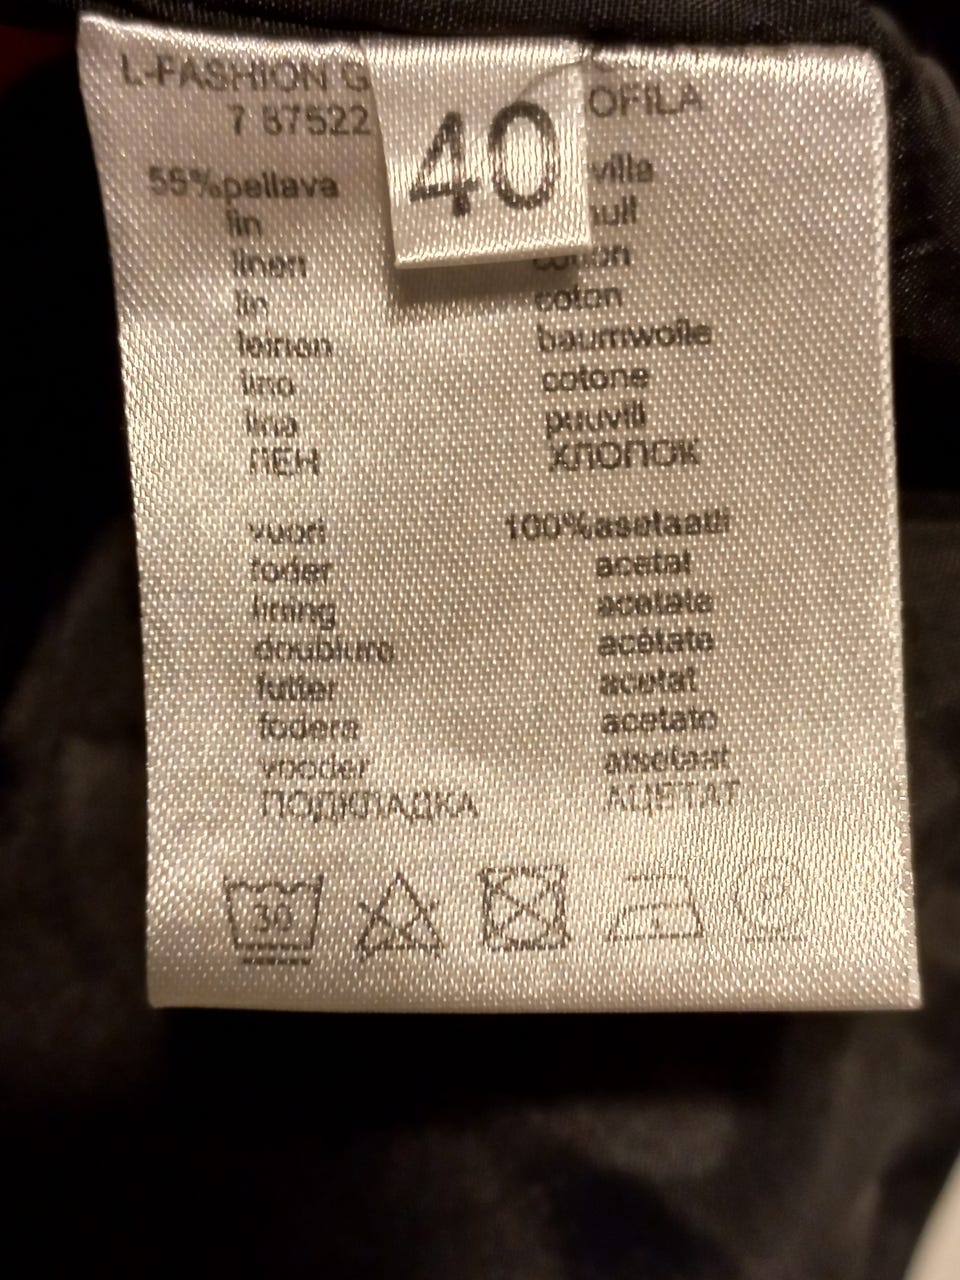 L-FASHION G
OFILA
7 87522
40
55%pellava villa
lin ull
linen cotton
lin coton
leinen baumwolle
lino cotone
lina puuvill
ЛЕН ХЛОПОК
vuori 100%asetaatti
foder acetat
lining acetate
doublure acétate
futter acetat
fodera acetato
vooder atsetaat
ПОДКЛАДКА АЦЕТАТ
30
P